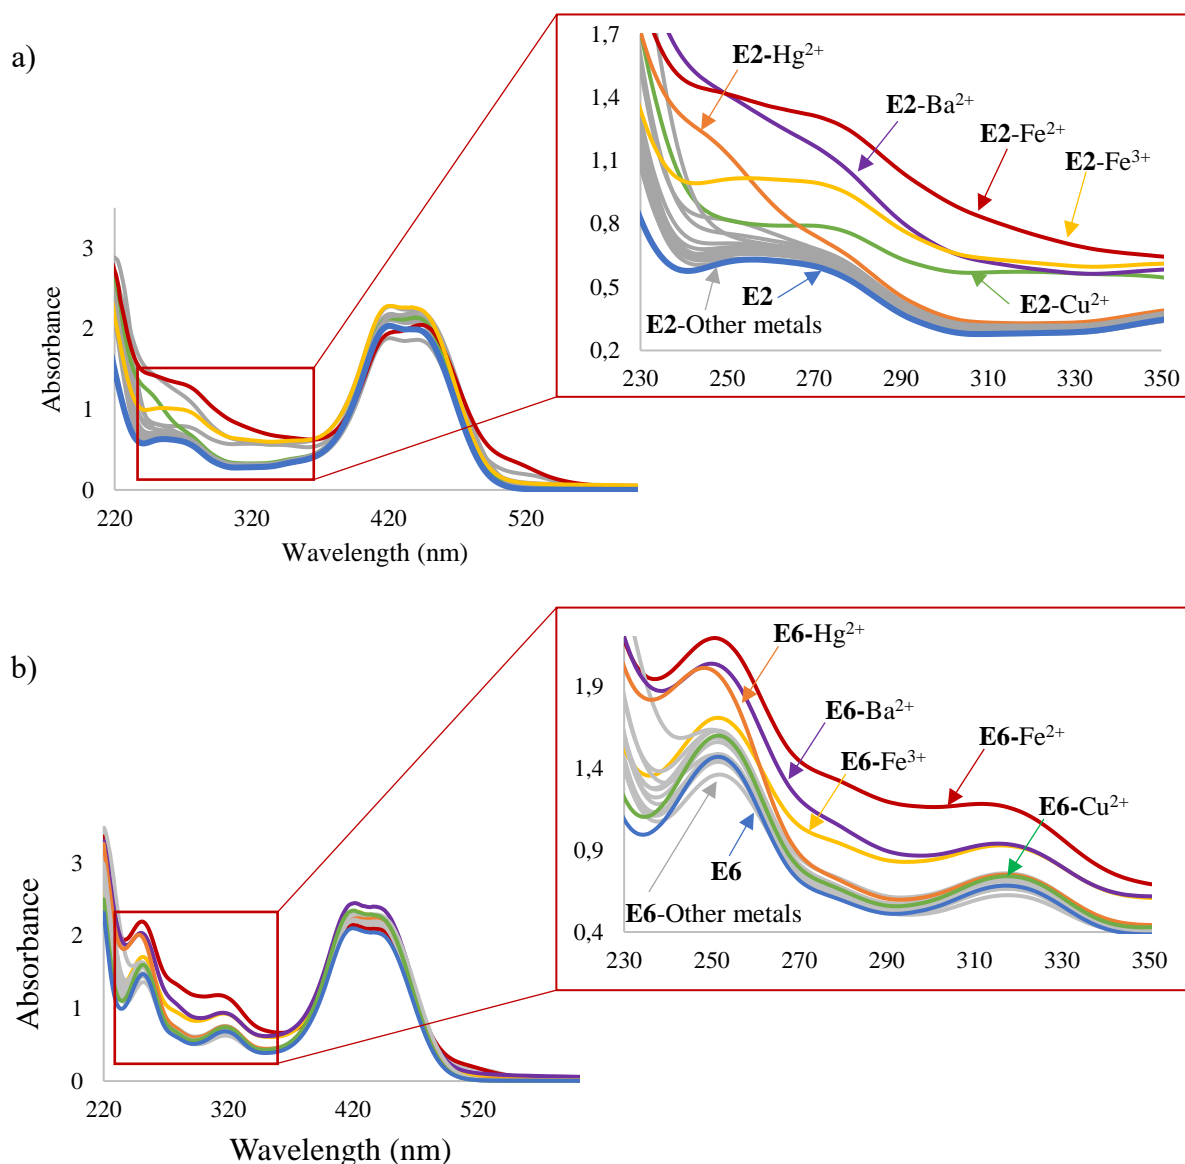 a)
Absorbance
3
2
1
0
220
320
420
520
Wavelength (nm)
1,7
1,4
1,1
0,8
0,5
0,2
230
250
270
290
310
330
350
E2-Hg²⁺
E2-Ba²⁺
E2-Fe²⁺
E2-Fe³⁺
E2
E2-Cu²⁺
E2-Other metals
b)
Absorbance
3
2
1
0
220
320
420
520
Wavelength (nm)
1,9
1,4
0,9
0,4
230
250
270
290
310
330
350
E6-Hg²⁺
E6-Ba²⁺
E6-Fe²⁺
E6-Fe³⁺
E6-Cu²⁺
E6
E6-Other metals